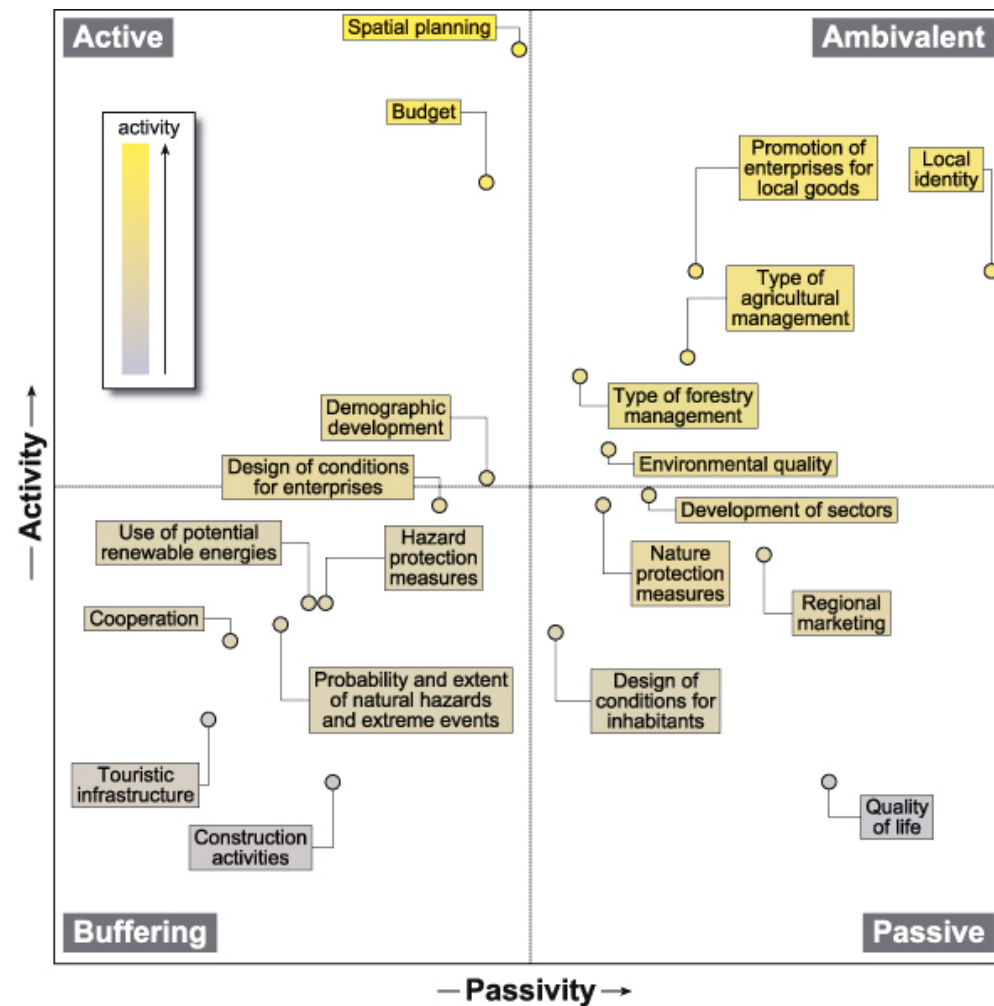 Active
Spatial planning
Ambivalent
Budget
activity
Promotion of
enterprises for
local goods
Local
identity
Type of
agricultural
management
Type of forestry
management
Demographic
development
Environmental quality
Design of conditions
for enterprises
Development of sectors
Use of potential
renewable energies
Hazard
protection
measures
Nature
protection
measures
Regional
marketing
Cooperation
Probability and extent
of natural hazards
and extreme events
Design of
conditions for
inhabitants
Touristic
infrastructure
Construction
activities
Quality
of life
Buffering
Passive
Activity
Passivity